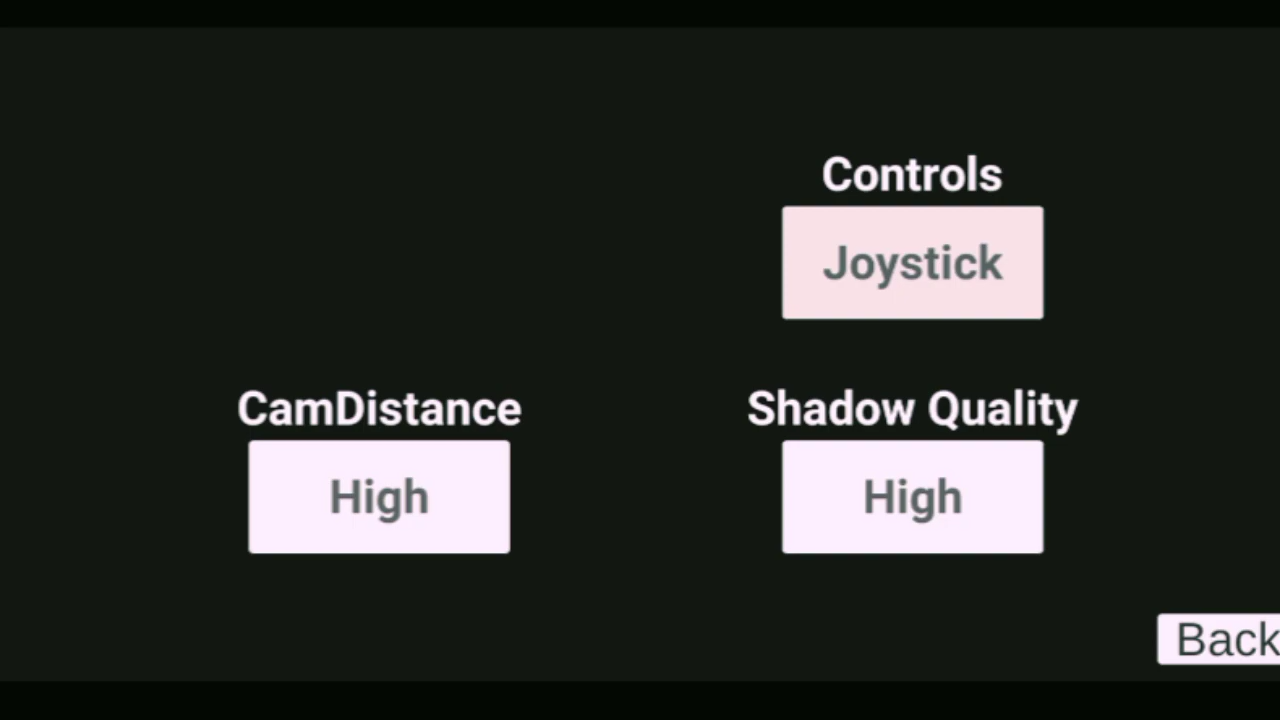 Controls
Joystick
CamDistance
High
Shadow Quality
High
Back